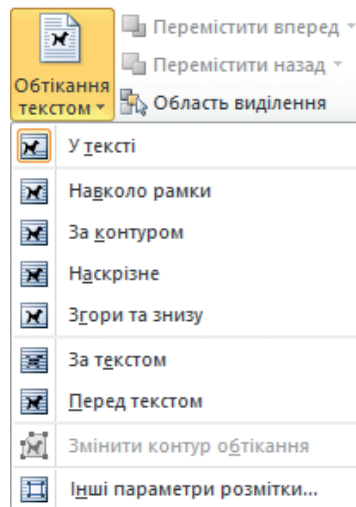 Перемістити вперед
Перемістити назад
Обтікання
текстом
Область виділення
У тексті
Навколо рамки
За контуром
Наскрізне
Згори та знизу
За текстом
Перед текстом
Змінити контур обтікання
Інші параметри розмітки...